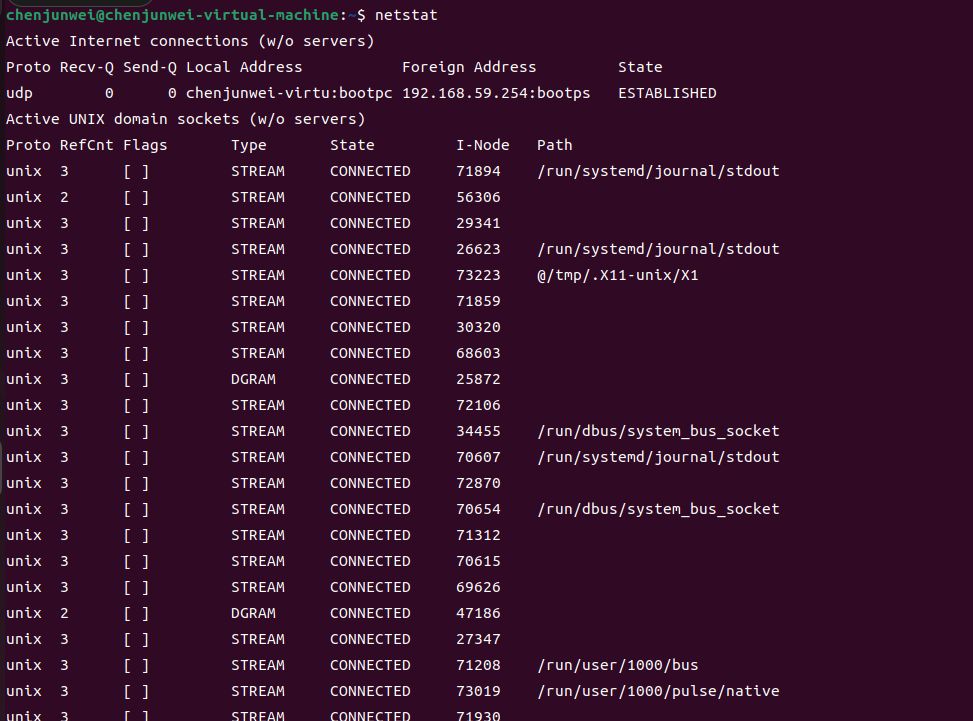 chenjunwei@chenjunwei-virtual-machine:~$ netstat
Active Internet connections (w/o servers)
Proto Recv-Q Send-Q Local Address           Foreign Address         State
udp        0      0 chenjunwei-virtu:bootpc 192.168.59.254:bootps   ESTABLISHED
Active UNIX domain sockets (w/o servers)
Proto RefCnt Flags       Type       State         I-Node   Path
unix  3      [ ]         STREAM     CONNECTED     71894    /run/systemd/journal/stdout
unix  2      [ ]         STREAM     CONNECTED     56306
unix  3      [ ]         STREAM     CONNECTED     29341
unix  3      [ ]         STREAM     CONNECTED     26623    /run/systemd/journal/stdout
unix  3      [ ]         STREAM     CONNECTED     73223    @/tmp/.X11-unix/X1
unix  3      [ ]         STREAM     CONNECTED     71859
unix  3      [ ]         STREAM     CONNECTED     30320
unix  3      [ ]         STREAM     CONNECTED     68603
unix  3      [ ]         DGRAM      CONNECTED     25872
unix  3      [ ]         STREAM     CONNECTED     72106
unix  3      [ ]         STREAM     CONNECTED     34455    /run/dbus/system_bus_socket
unix  3      [ ]         STREAM     CONNECTED     70607    /run/systemd/journal/stdout
unix  3      [ ]         STREAM     CONNECTED     72870
unix  3      [ ]         STREAM     CONNECTED     70654    /run/dbus/system_bus_socket
unix  3      [ ]         STREAM     CONNECTED     71312
unix  3      [ ]         STREAM     CONNECTED     70615
unix  3      [ ]         STREAM     CONNECTED     69626
unix  2      [ ]         DGRAM      CONNECTED     47186
unix  3      [ ]         STREAM     CONNECTED     27347
unix  3      [ ]         STREAM     CONNECTED     71208    /run/user/1000/bus
unix  3      [ ]         STREAM     CONNECTED     73019    /run/user/1000/pulse/native
unix  3      [ ]         STREAM     CONNECTED     71930